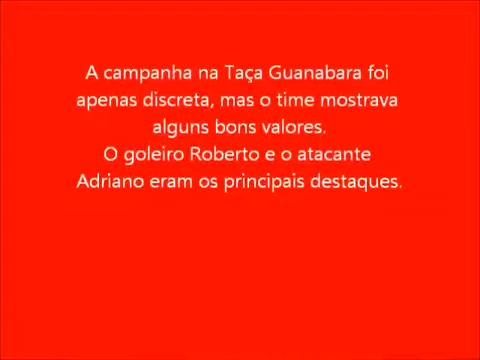 A campanha na Taça Guanabara foi
apenas discreta, mas o time mostrava
alguns bons valores.
O goleiro Roberto e o atacante
Adriano eram os principais destaques.